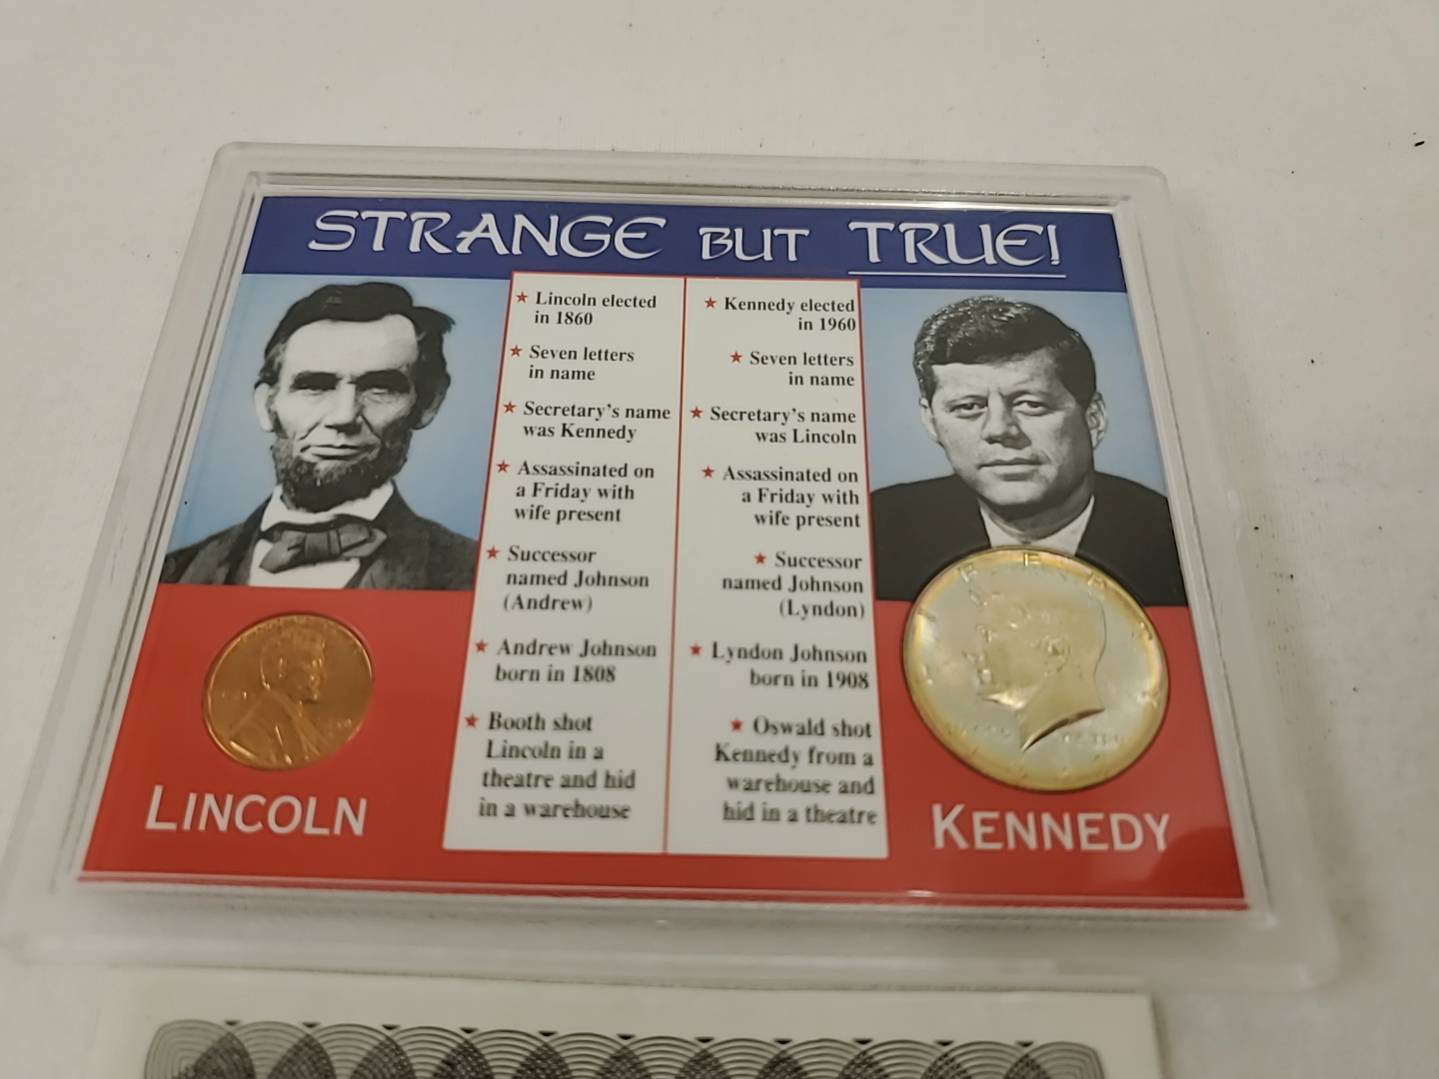 STRANGE BUT TRUE!
★ Lincoln elected
in 1860
★ Seven letters
in name
★ Secretary's name
was Kennedy
★ Assassinated on
a Friday with
wife present
★ Successor
named Johnson
(Andrew)
★ Andrew Johnson
born in 1808
★ Booth shot
Lincoln in a
theatre and hid
in a warehouse
★ Kennedy elected
in 1960
★ Seven letters
in name
★ Secretary's name
was Lincoln
★ Assassinated on
a Friday with
wife present
★ Successor
named Johnson
(Lyndon)
★ Lyndon Johnson
born in 1908
★ Oswald shot
Kennedy from a
warehouse and
hid in a theatre
LINCOLN
KENNEDY